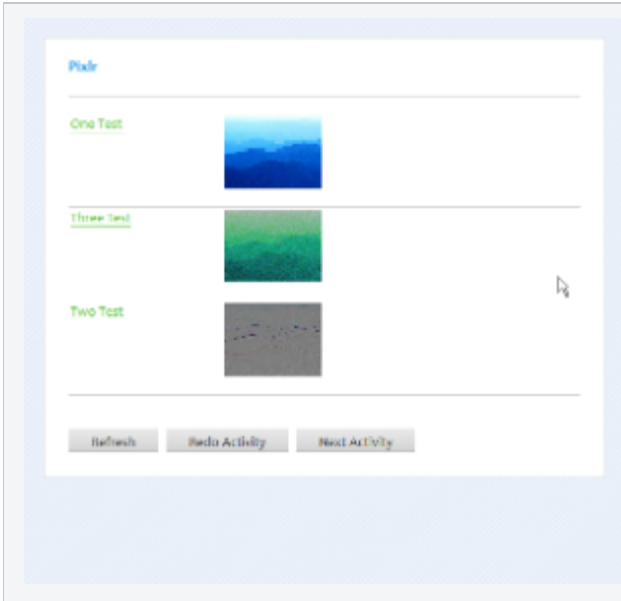 Pixlr
One Test
Three Test
Two Test
Refresh Redo Activity Next Activity